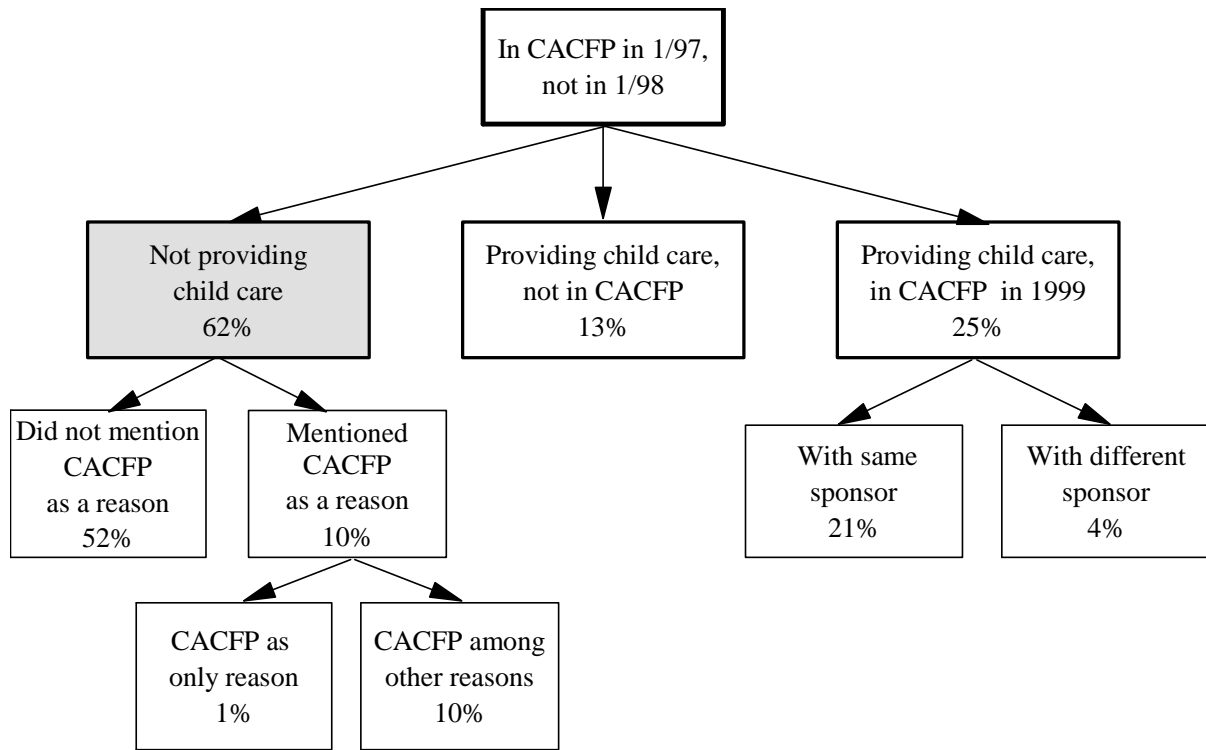 In CACFP in 1/97,
not in 1/98
Not providing
child care
62%
Providing child care,
not in CACFP
13%
Providing child care,
in CACFP in 1999
25%
Did not mention
CACFP
as a reason
52%
Mentioned
CACFP
as a reason
10%
With same
sponsor
21%
With different
sponsor
4%
CACFP as
only reason
1%
CACFP among
other reasons
10%